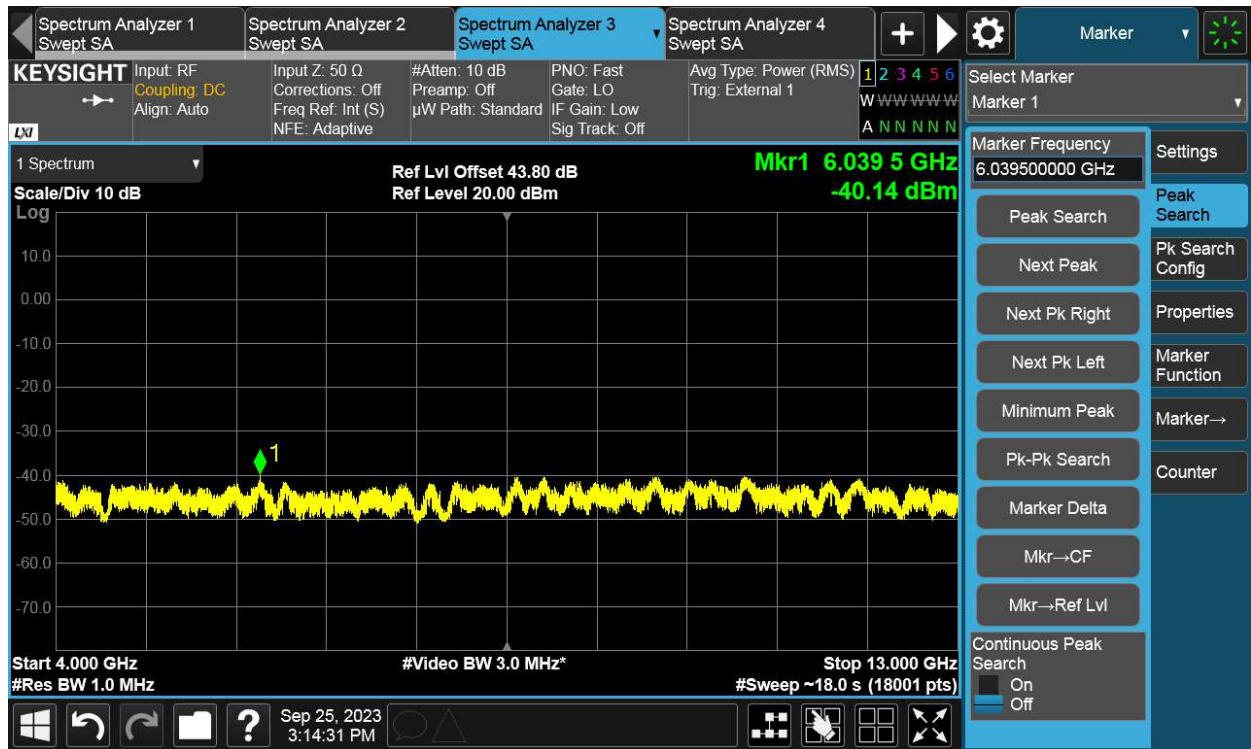 Spectrum Analyzer 1
Swept SA
Spectrum Analyzer 2
Swept SA
Spectrum Analyzer 3
Swept SA
Spectrum Analyzer 4
Swept SA
Marker
KEYSIGHT
LXI
Input: RF
Coupling: DC
Align: Auto
Input Z: 50 Ω
Corrections: Off
Freq Ref: Int (S)
NFE: Adaptive
#Atten: 10 dB
Preamp: Off
µW Path: Standard
PNO: Fast
Gate: LO
IF Gain: Low
Sig Track: Off
Avg Type: Power (RMS)
Trig: External 1
1 2 3 4 5 6
W W W W W W
A N N N N N
Select Marker
Marker 1
1 Spectrum
Scale/Div 10 dB
Ref Lvl Offset 43.80 dB
Ref Level 20.00 dBm
Mkr1 6.039 5 GHz
-40.14 dBm
Log
10.0
0.00
-10.0
-20.0
-30.0
-40.0
-50.0
-60.0
-70.0
1
Start 4.000 GHz
#Res BW 1.0 MHz
#Video BW 3.0 MHz*
Stop 13.000 GHz
#Sweep ~18.0 s (18001 pts)
Marker Frequency
6.039500000 GHz
Peak Search
Next Peak
Next Pk Right
Next Pk Left
Minimum Peak
Pk-Pk Search
Marker Delta
Mkr→CF
Mkr→Ref Lvl
Continuous Peak
Search
On
Off
Settings
Peak
Search
Pk Search
Config
Properties
Marker
Function
Marker→
Counter
?
Sep 25, 2023
3:14:31 PM